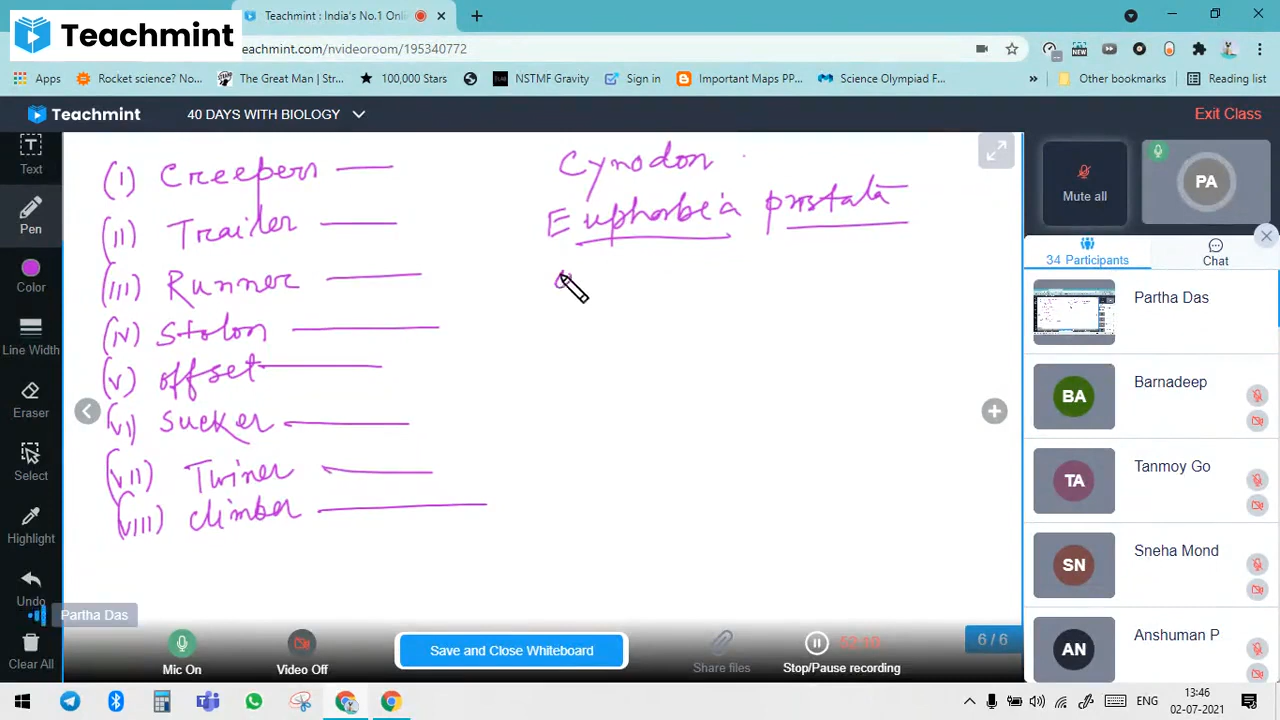 Teachmint : India's No.1 Onli
Teachmint
eachmint.com/nvideoroom/195340772
Apps
Rocket science? No...
The Great Man | Str...
100,000 Stars
NSTMF Gravity
Sign in
Important Maps PP...
Science Olympiad F...
»
Other bookmarks
Reading list
Teachmint
40 DAYS WITH BIOLOGY
Exit Class
Text
Pen
Color
Line Width
Eraser
Select
Highlight
Undo
Clear All
(I) Creepers
(II) Trailer
(III) Runner
(IV) Stolon
(V) offset
(VI) Sucker
(VII) Twiner
(VIII) climber
Cynodon
Euphorbia prostata
Partha Das
Mic On
Video Off
Save and Close Whiteboard
Share files
52:10
Stop/Pause recording
6 / 6
Mute all
PA
34 Participants
Chat
Partha Das
BA
Barnadeep
TA
Tanmoy Go
SN
Sneha Mond
AN
Anshuman P
ENG
13:46
02-07-2021